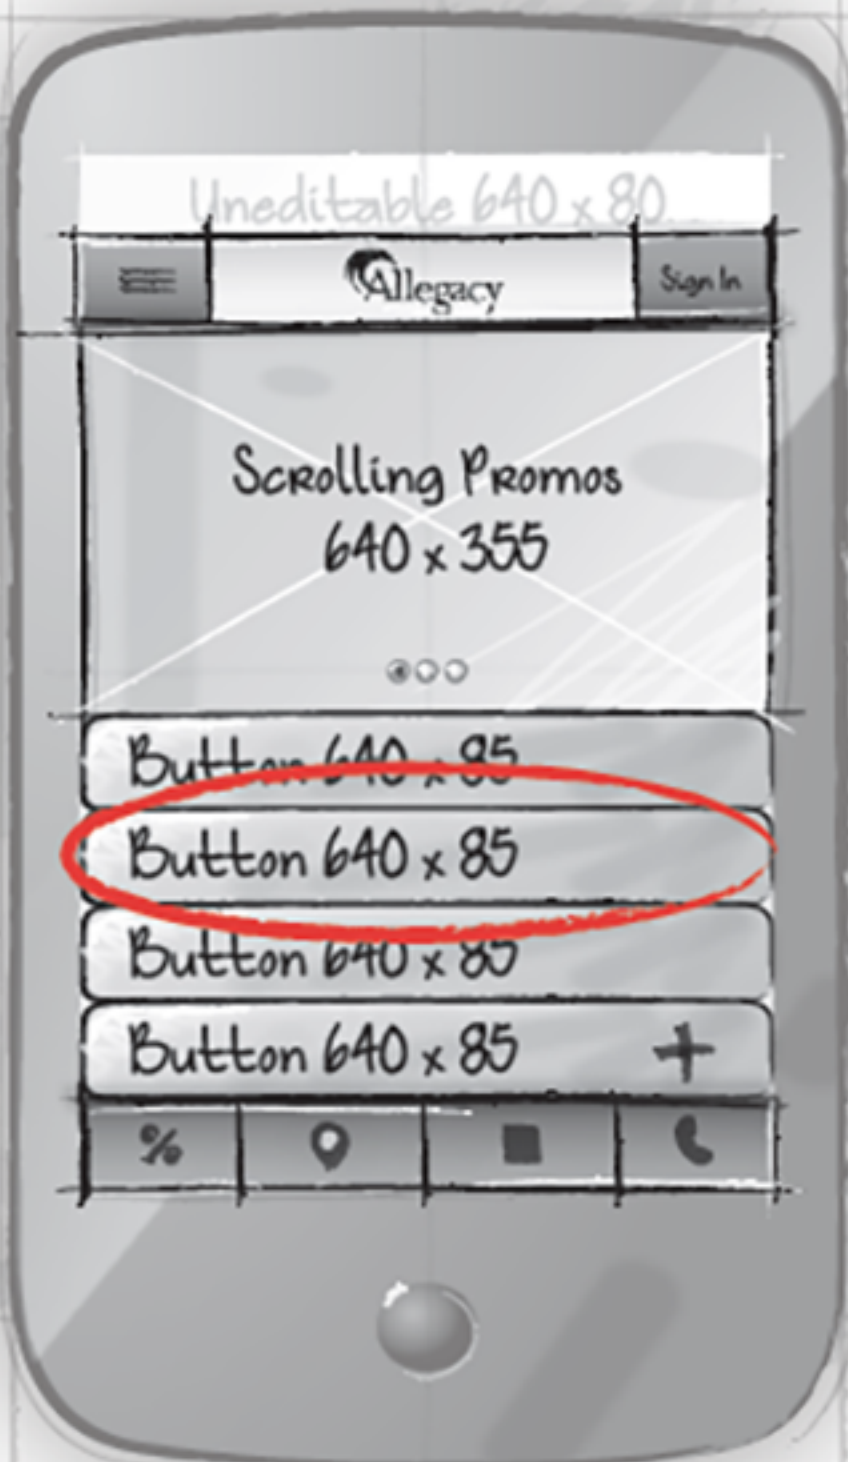 Uneditable 640 x 80
Allegacy
Sign In
Scrolling Promos
640 x 355
Button 640 x 85
Button 640 x 85
Button 640 x 85
Button 640 x 85
%